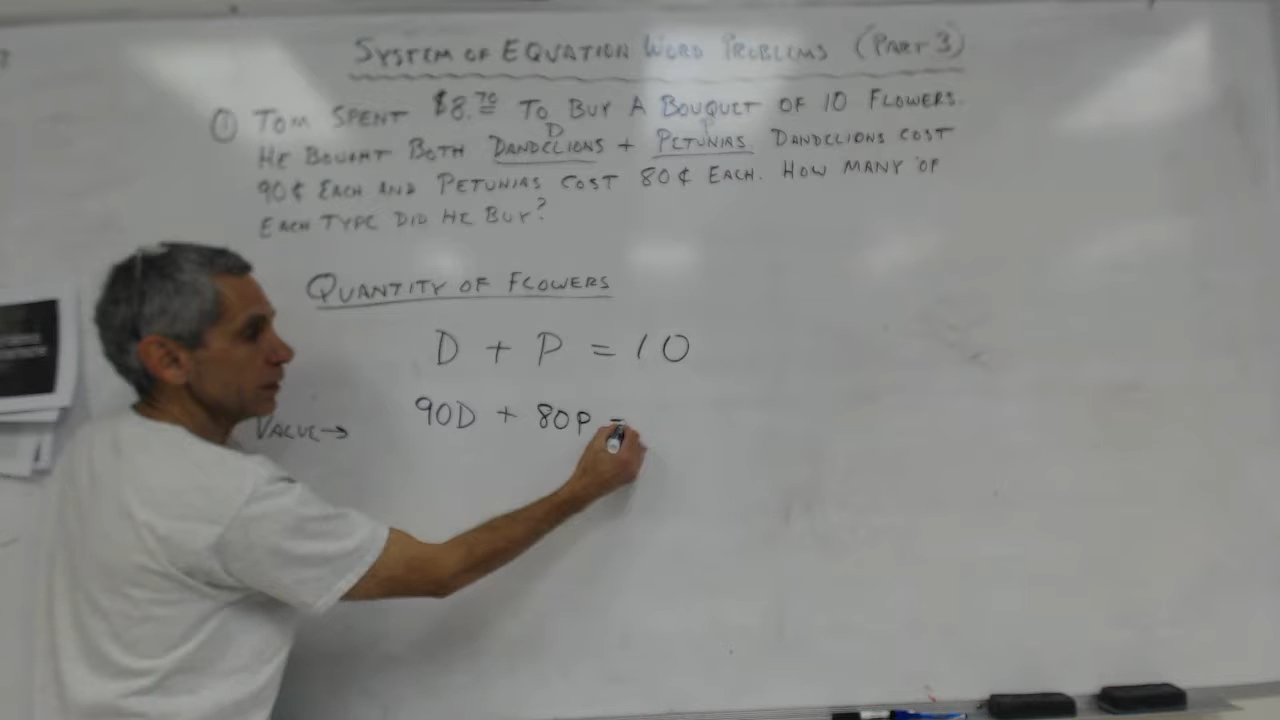 SYSTEM OF EQUATION WORD PROBLEMS (PART 3)
① TOM SPENT $8.70 TO BUY A BOUQUET OF 10 FLOWERS.
D P
HE BOUGHT BOTH DANDELIONS + PETUNIAS. DANDELIONS COST
90¢ EACH AND PETUNIAS COST 80¢ EACH. HOW MANY OF
EACH TYPE DID HE BUY?
QUANTITY OF FLOWERS
D + P = 10
VALUE → 90D + 80P =